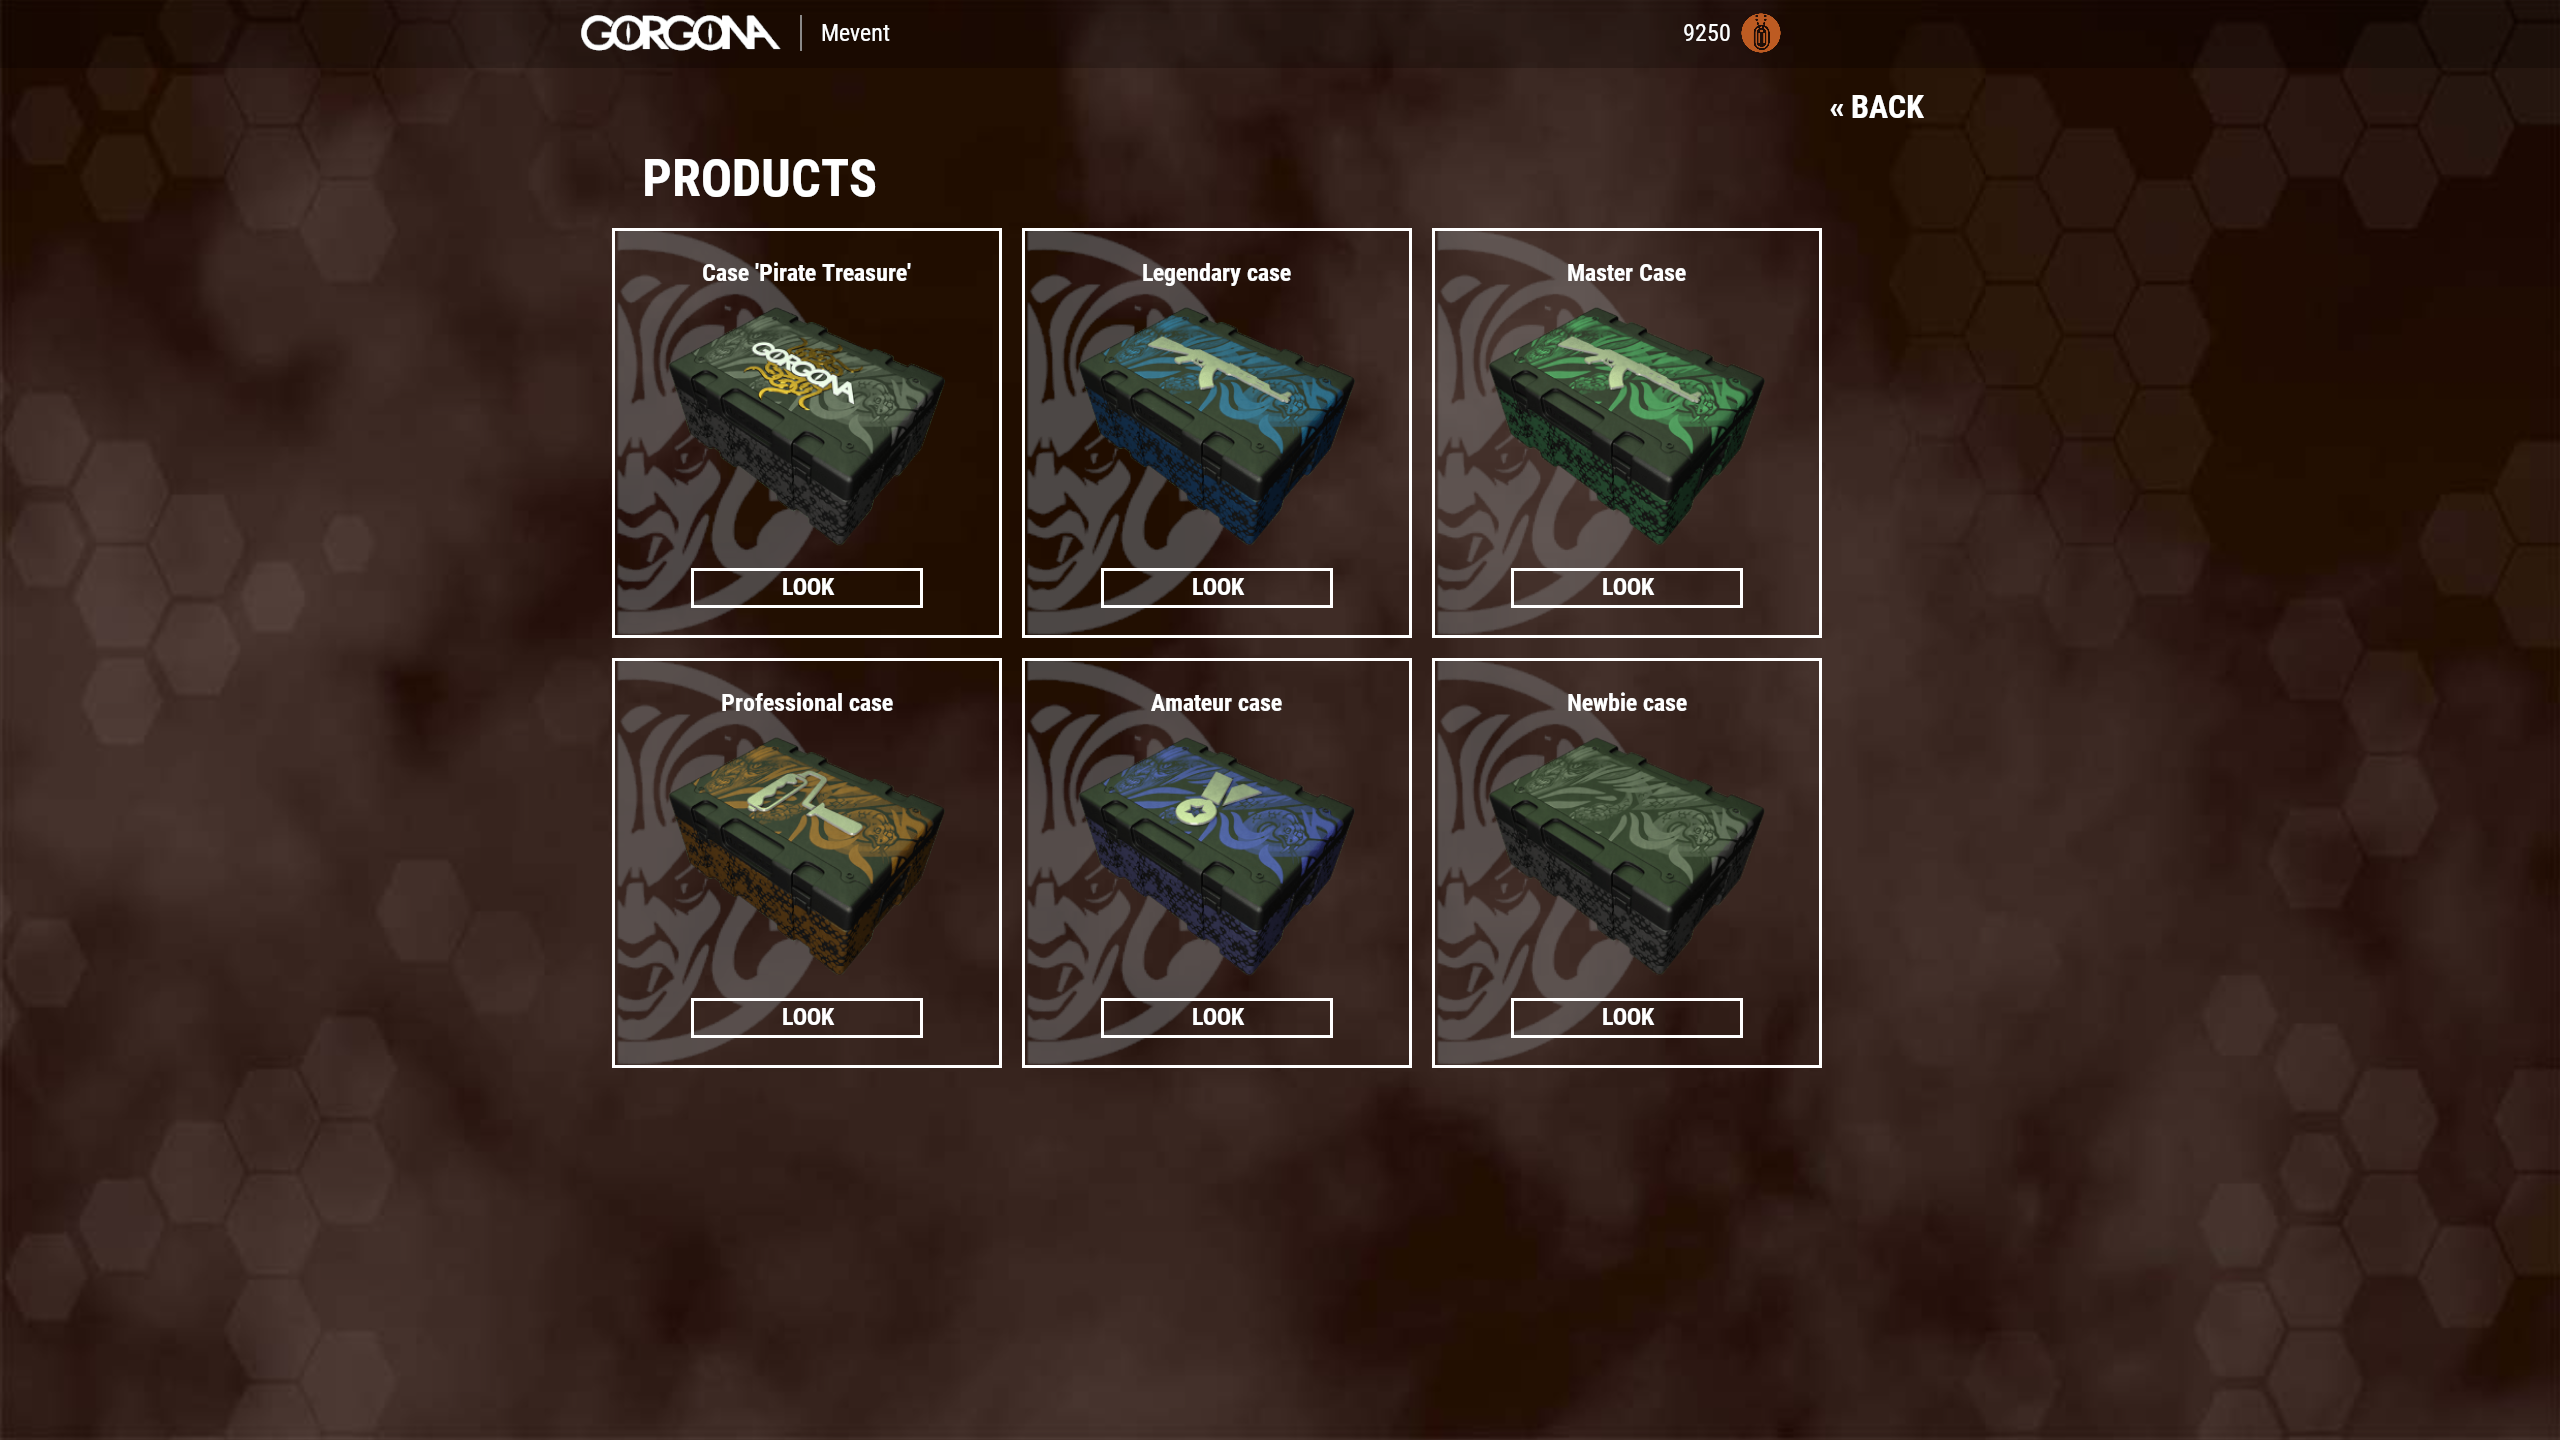 GORGONA
Mevent
9250
« BACK
PRODUCTS
Case 'Pirate Treasure'
GORGONA
LOOK
Legendary case
LOOK
Master Case
LOOK
Professional case
LOOK
Amateur case
LOOK
Newbie case
LOOK